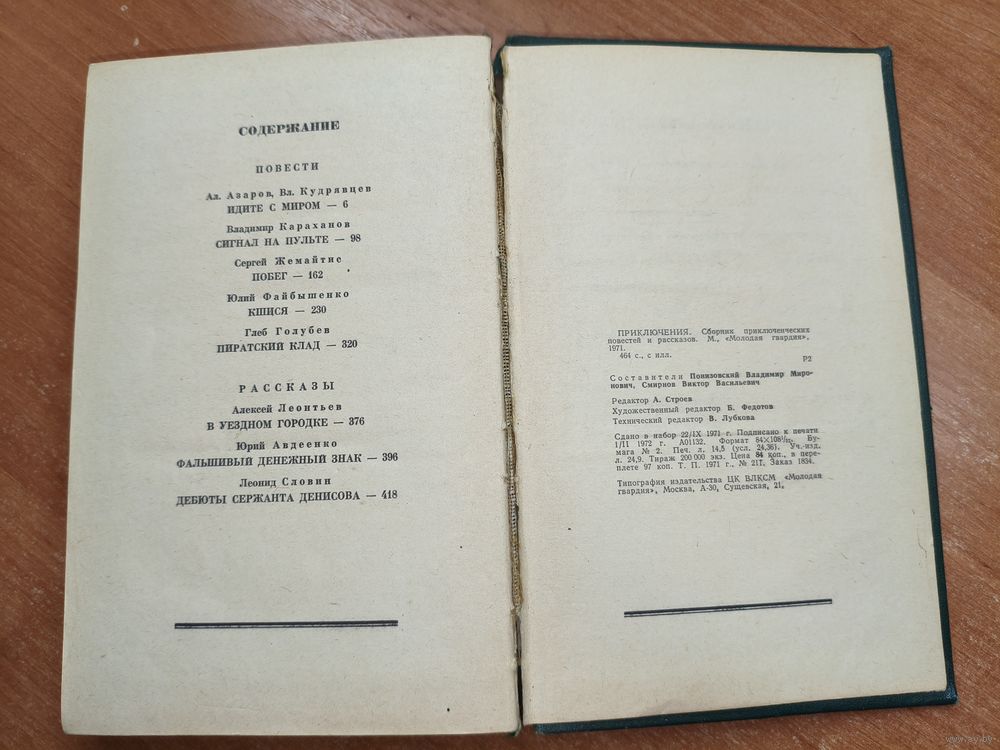 СОДЕРЖАНИЕ
ПОВЕСТИ
Ал. Азаров, Вл. Кудрявцев
ИДИТЕ С МИРОМ — 6
Владимир Караханов
СИГНАЛ НА ПУЛЬТЕ — 98
Сергей Жемайтис
ПОБЕГ — 162
Юлий Файбышенко
КШИСЯ — 230
Глеб Голубев
ПИРАТСКИЙ КЛАД — 320
РАССКАЗЫ
Алексей Леонтьев
В УЕЗДНОМ ГОРОДКЕ — 376
Юрий Авдеенко
ФАЛЬШИВЫЙ ДЕНЕЖНЫЙ ЗНАК — 396
Леонид Словин
ДЕБЮТЫ СЕРЖАНТА ДЕНИСОВА — 418
ПРИКЛЮЧЕНИЯ. Сборник приключенческих
повестей и рассказов. М., «Молодая гвардия»,
1971.
464 с., с илл.
Р2
Составители Понизовский Владимир Миро-
нович, Смирнов Виктор Васильевич
Редактор А. Строев
Художественный редактор Б. Федотов
Технический редактор В. Лубкова
Сдано в набор 22/IX 1971 г. Подписано к печати
1/II 1972 г. А01132. Формат 84×108¹/₃₂. Бу-
мага № 2. Печ. л. 14,5 (усл. 24,36). Уч.-изд.
л. 24,9. Тираж 200 000 экз. Цена 84 коп., в пере-
плете 97 коп. Т. П. 1971 г., № 217. Заказ 1834.
Типография издательства ЦК ВЛКСМ «Молодая
гвардия», Москва, А-30, Сущевская, 21.
www.ay.by